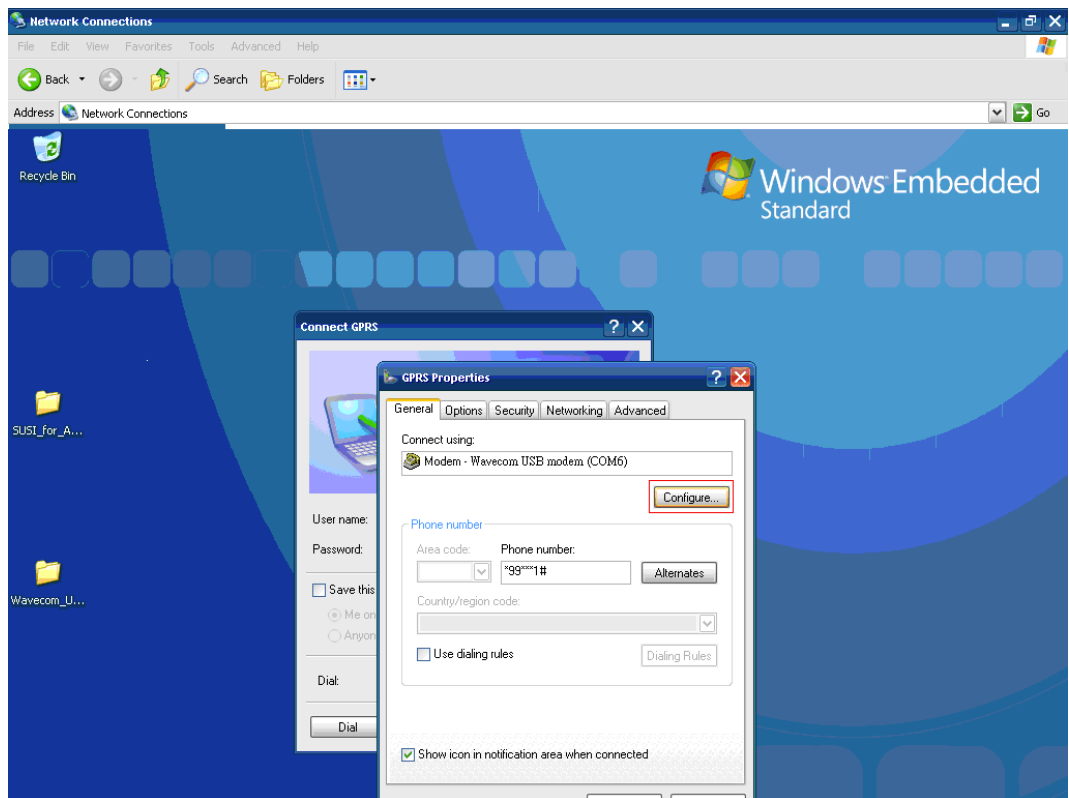 Network Connections
File Edit View Favorites Tools Advanced Help
Back Search Folders
Address Network Connections Go
Recycle Bin
Windows Embedded
Standard
SUSI_for_A...
Wavecom_U...
Connect GPRS
User name:
Password:
Save this
Me on
Anyon
Dial:
Dial
GPRS Properties
General Options Security Networking Advanced
Connect using:
Modem - Wavecom USB modem (COM6)
Configure...
Phone number
Area code: Phone number:
*99***1# Alternates
Country/region code:
Use dialing rules Dialing Rules
Show icon in notification area when connected